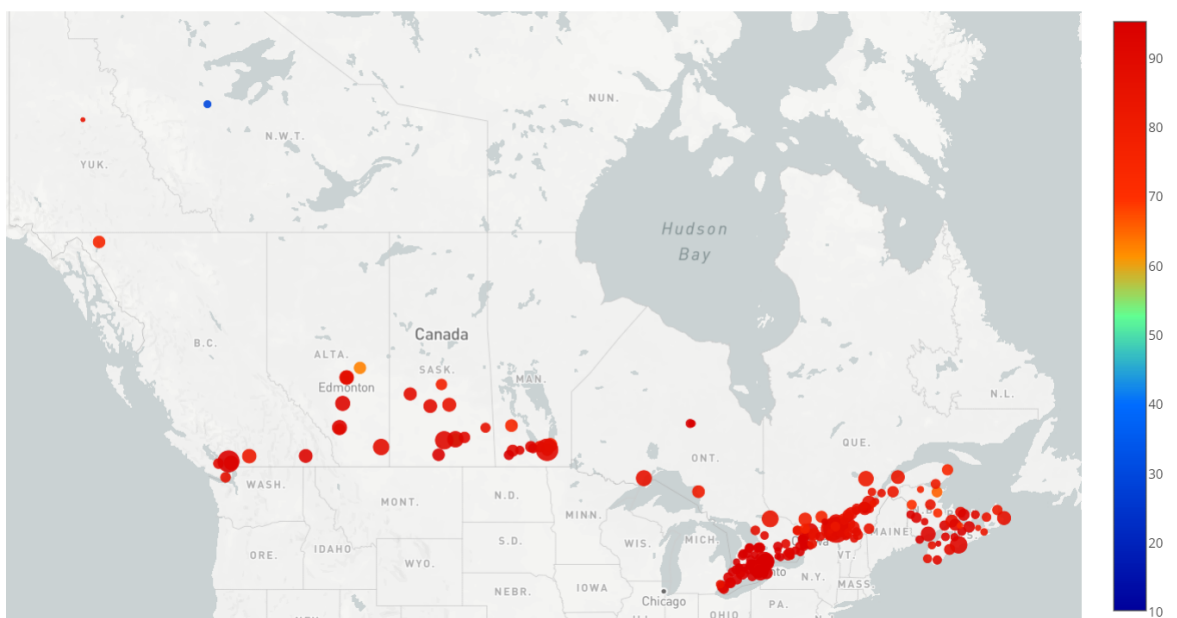 NUN.
N.W.T.
YUK.
Hudson
Bay
Canada
B.C.
ALTA.
SASK.
Edmonton
MAN.
N.L.
QUE.
ONT.
WASH.
MONT.
N.D.
MINN.
MAINE
ORE.
IDAHO
S.D.
WIS.
MICH.
VT.
WYO.
N.Y.
MASS
NEBR.
IOWA
Chicago
PA.
OHIO
90
80
70
60
50
40
30
20
10